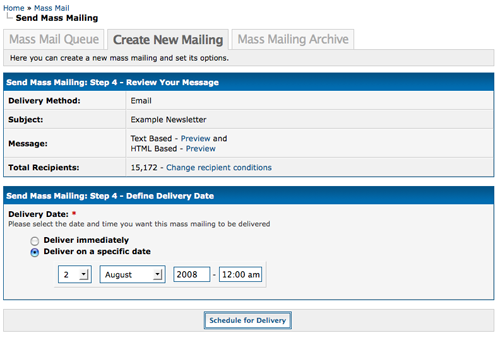 Home » Mass Mail
Send Mass Mailing
Mass Mail Queue Create New Mailing Mass Mailing Archive
Here you can create a new mass mailing and set its options.
Send Mass Mailing: Step 4 - Review Your Message
Delivery Method: Email
Subject: Example Newsletter
Message: Text Based - Preview and
HTML Based - Preview
Total Recipients: 15,172 - Change recipient conditions
Send Mass Mailing: Step 4 - Define Delivery Date
Delivery Date: *
Please select the date and time you want this mass mailing to be delivered
Deliver immediately
Deliver on a specific date
2 August 2008 - 12:00 am
Schedule for Delivery